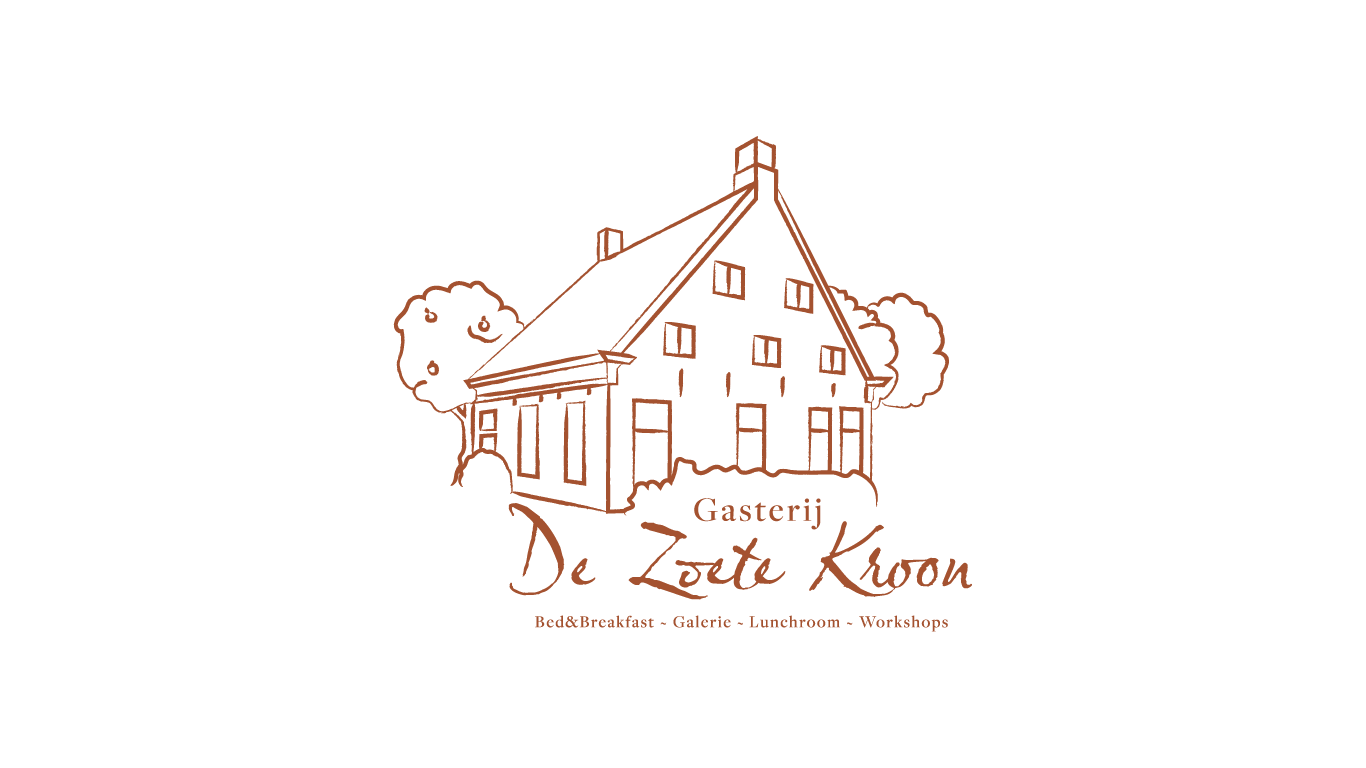 Gasterij
De Zoete Kroon
Bed&Breakfast ~ Galerie ~ Lunchroom ~ Workshops